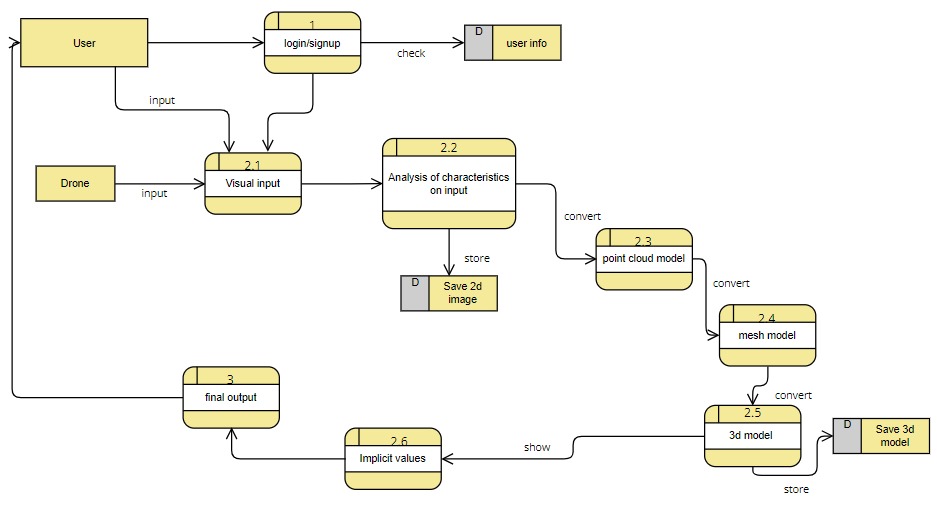 1
User
login/signup
D
user info
check
input
2.1
2.2
Drone
input
Visual input
Analysis of characteristics
on input
convert
store
2.3
point cloud model
D
Save 2d
image
convert
2.4
mesh model
convert
3
final output
2.5
3d model
D
Save 3d
model
2.6
Implicit values
show
store